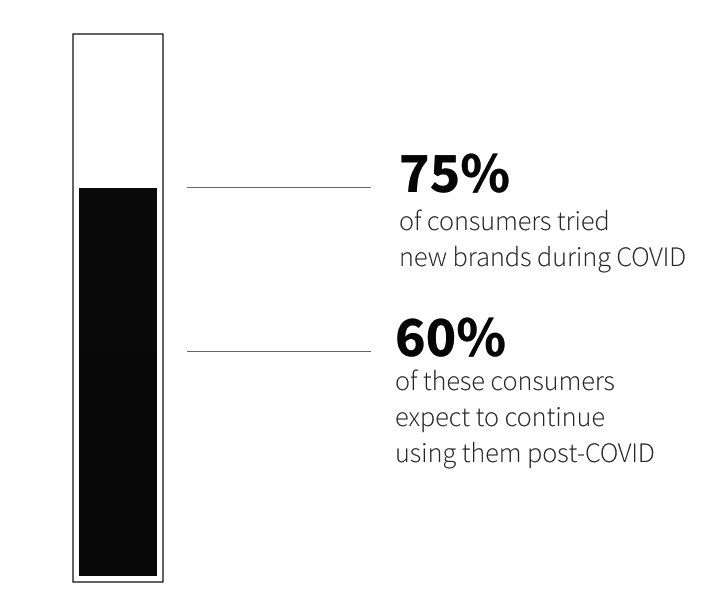 75%
of consumers tried
new brands during COVID
60%
of these consumers
expect to continue
using them post-COVID